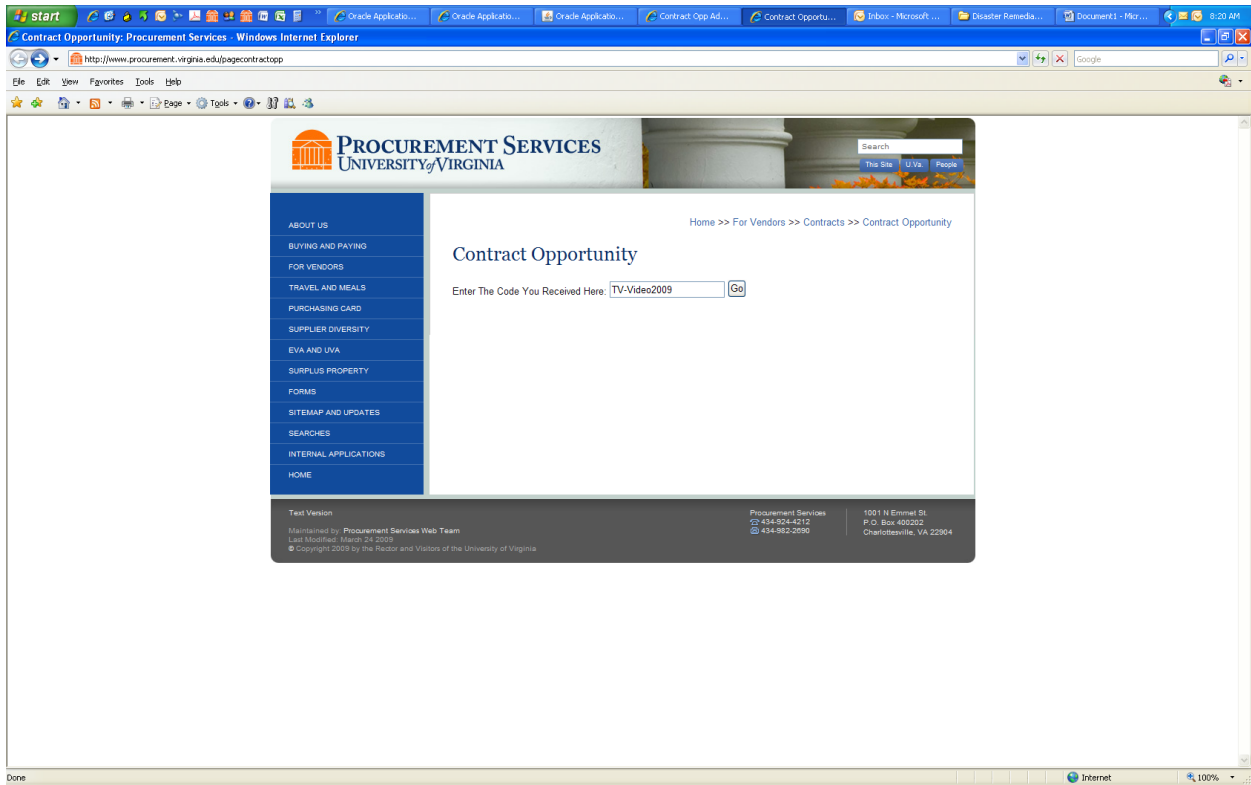 start
Oracle Applicatio...
Oracle Applicatio...
Oracle Applicatio...
Contract Opp Ad...
Contract Opportu...
Inbox - Microsoft ...
Disaster Remedia...
Document1 - Micr...
8:20 AM
Contract Opportunity: Procurement Services - Windows Internet Explorer
http://www.procurement.virginia.edu/pagecontractopp
Google
File Edit View Favorites Tools Help
Page Tools
PROCUREMENT SERVICES
UNIVERSITY of VIRGINIA
Search
This Site U.Va. People
ABOUT US
BUYING AND PAYING
FOR VENDORS
TRAVEL AND MEALS
PURCHASING CARD
SUPPLIER DIVERSITY
EVA AND UVA
SURPLUS PROPERTY
FORMS
SITEMAP AND UPDATES
SEARCHES
INTERNAL APPLICATIONS
HOME
Home >> For Vendors >> Contracts >> Contract Opportunity
Contract Opportunity
Enter The Code You Received Here: TV-Video2009 Go
Text Version
Maintained by: Procurement Services Web Team
Last Modified: March 24 2009
© Copyright 2009 by the Rector and Visitors of the University of Virginia
Procurement Services
434-924-4212
434-982-2690
1001 N Emmet St.
P.O. Box 400202
Charlottesville, VA 22904
Done
Internet
100%